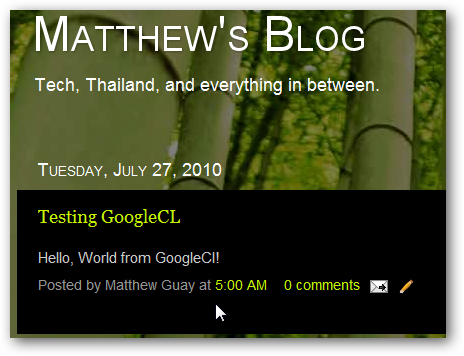 Matthew's Blog
Tech, Thailand, and everything in between.
Tuesday, July 27, 2010
Testing GoogleCL
Hello, World from GoogleCl!
Posted by Matthew Guay at 5:00 AM 0 comments